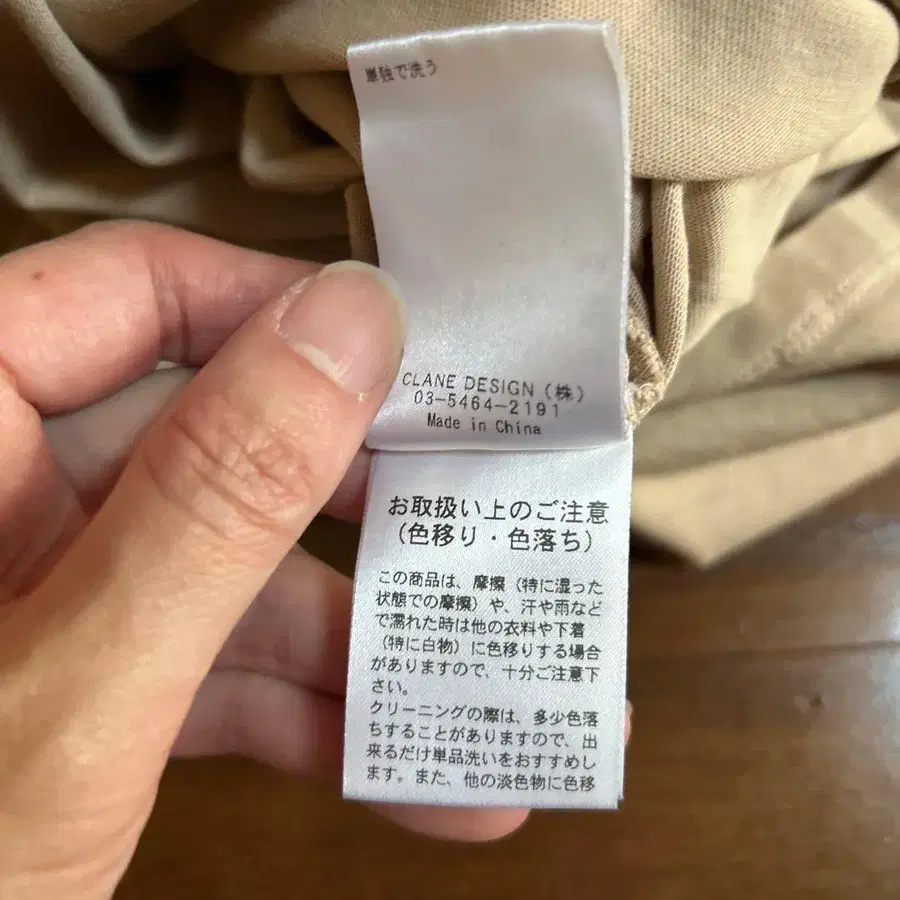 単独で洗う
CLANE DESIGN（株）
03-5464-2191
Made in China
お取扱い上のご注意
（色移り・色落ち）
この商品は、摩擦（特に湿った
状態での摩擦）や、汗や雨など
で濡れた時は他の衣料や下着
（特に白物）に色移りする場合
がありますので、十分ご注意下
さい。
クリーニングの際は、多少色落
ちすることがありますので、出
来るだけ単品洗いをおすすめし
ます。また、他の淡色物に色移